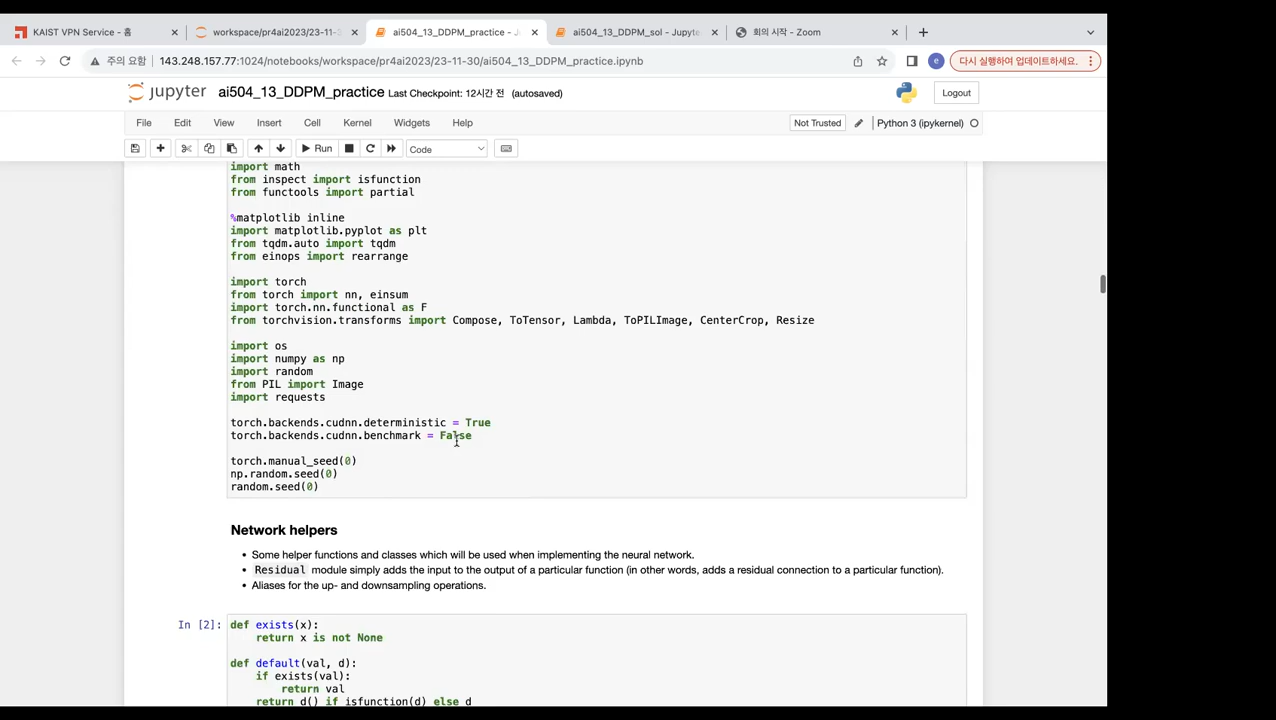 KAIST VPN Service - 홈
workspace/pr4ai2023/23-11-3
ai504_13_DDPM_practice - J
ai504_13_DDPM_sol - Jupyte
회의 시작 - Zoom
주의 요함
143.248.157.77:1024/notebooks/workspace/pr4ai2023/23-11-30/ai504_13_DDPM_practice.ipynb
e
다시 실행하여 업데이트하세요.
jupyter
ai504_13_DDPM_practice Last Checkpoint: 12시간 전 (autosaved)
Logout
File Edit View Insert Cell Kernel Widgets Help
Not Trusted
Python 3 (ipykernel)
Run
Code
import math
from inspect import isfunction
from functools import partial
%matplotlib inline
import matplotlib.pyplot as plt
from tqdm.auto import tqdm
from einops import rearrange
import torch
from torch import nn, einsum
import torch.nn.functional as F
from torchvision.transforms import Compose, ToTensor, Lambda, ToPILImage, CenterCrop, Resize
import os
import numpy as np
import random
from PIL import Image
import requests
torch.backends.cudnn.deterministic = True
torch.backends.cudnn.benchmark = False
torch.manual_seed(0)
np.random.seed(0)
random.seed(0)
Network helpers
• Some helper functions and classes which will be used when implementing the neural network.
• Residual module simply adds the input to the output of a particular function (in other words, adds a residual connection to a particular function).
• Aliases for the up- and downsampling operations.
In [2]:
def exists(x):
return x is not None
def default(val, d):
if exists(val):
return val
return d() if isfunction(d) else d